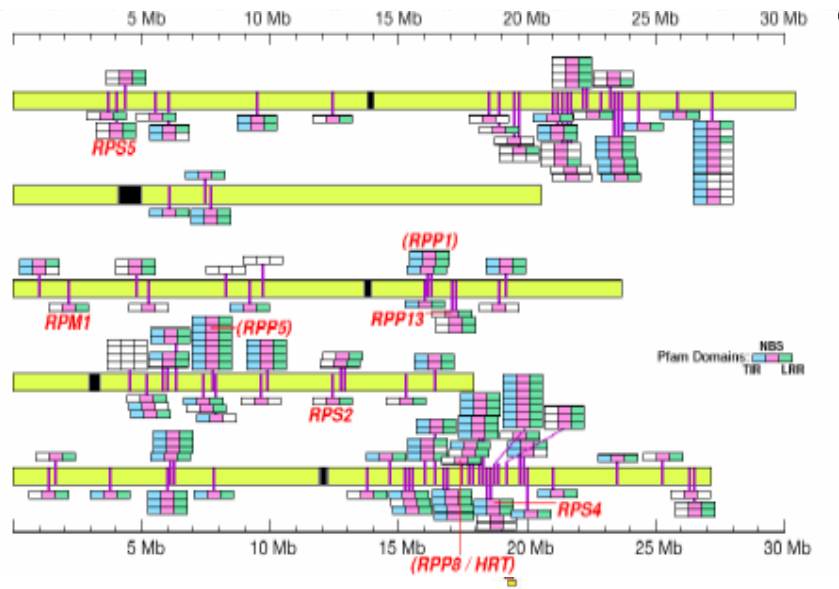 5 Mb 10 Mb 15 Mb 20 Mb 25 Mb 30 Mb
RPS5
(RPP1)
RPM1
RPP13
(RPP5)
NBS
Pfam Domains:
TIR LRR
RPS2
RPS4
5 Mb 10 Mb 15 Mb 20 Mb 25 Mb 30 Mb
(RPP8 / HRT)